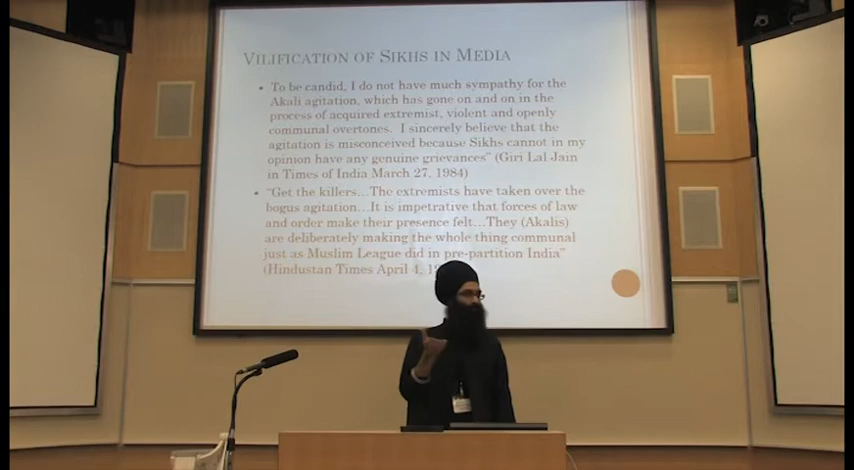 VILIFICATION OF SIKHS IN MEDIA
To be candid, I do not have much sympathy for the
Akali agitation, which has gone on and on in the
process of acquired extremist, violent and openly
communal overtones. I sincerely believe that the
agitation is misconceived because Sikhs cannot in my
opinion have any genuine grievances" (Giri Lal Jain
in Times of India March 27, 1984)
"Get the killers…The extremists have taken over the
bogus agitation…It is impetrative that forces of law
and order make their presence felt…They (Akalis)
are deliberately making the whole thing communal
just as Muslim League did in pre-partition India"
(Hindustan Times April 4,